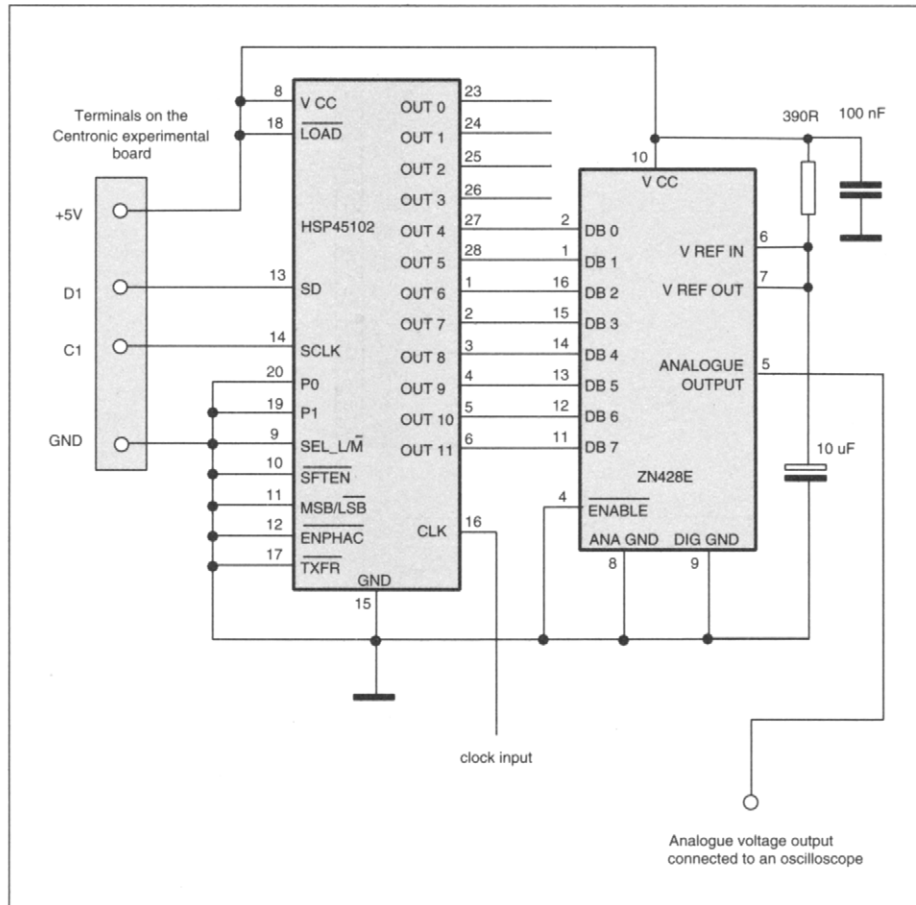 Terminals on the
Centronic experimental
board
+5V
D1
C1
GND
8
18
13
14
20
19
9
10
11
12
17
V CC
LOAD
HSP45102
SD
SCLK
P0
P1
SEL_L/M
SFTEN
MSB/LSB
ENPHAC
TXFR
GND
15
OUT 0
OUT 1
OUT 2
OUT 3
OUT 4
OUT 5
OUT 6
OUT 7
OUT 8
OUT 9
OUT 10
OUT 11
CLK
23
24
25
26
27
28
1
2
3
4
5
6
16
clock input
2
1
16
15
14
13
12
11
4
10
V CC
DB 0
DB 1
DB 2
DB 3
DB 4
DB 5
DB 6
DB 7
V REF IN
V REF OUT
ANALOGUE
OUTPUT
ZN428E
ENABLE
ANA GND
DIG GND
8
9
6
7
5
390R
100 nF
10 uF
Analogue voltage output
connected to an oscilloscope